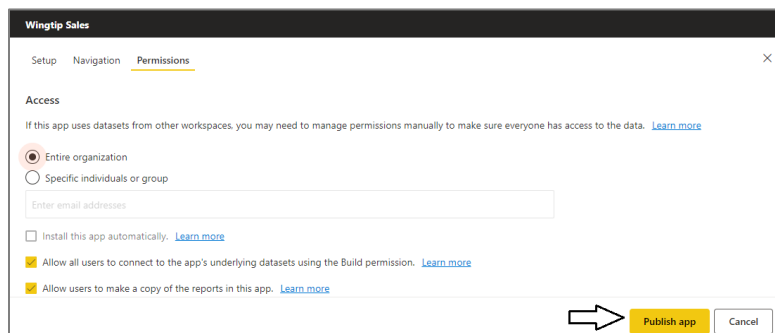 Wingtip Sales
Setup Navigation Permissions
Access
If this app uses datasets from other workspaces, you may need to manage permissions manually to make sure everyone has access to the data. Learn more
Entire organization
Specific individuals or group
Enter email addresses
Install this app automatically. Learn more
Allow all users to connect to the app's underlying datasets using the Build permission. Learn more
Allow users to make a copy of the reports in this app. Learn more
Publish app Cancel